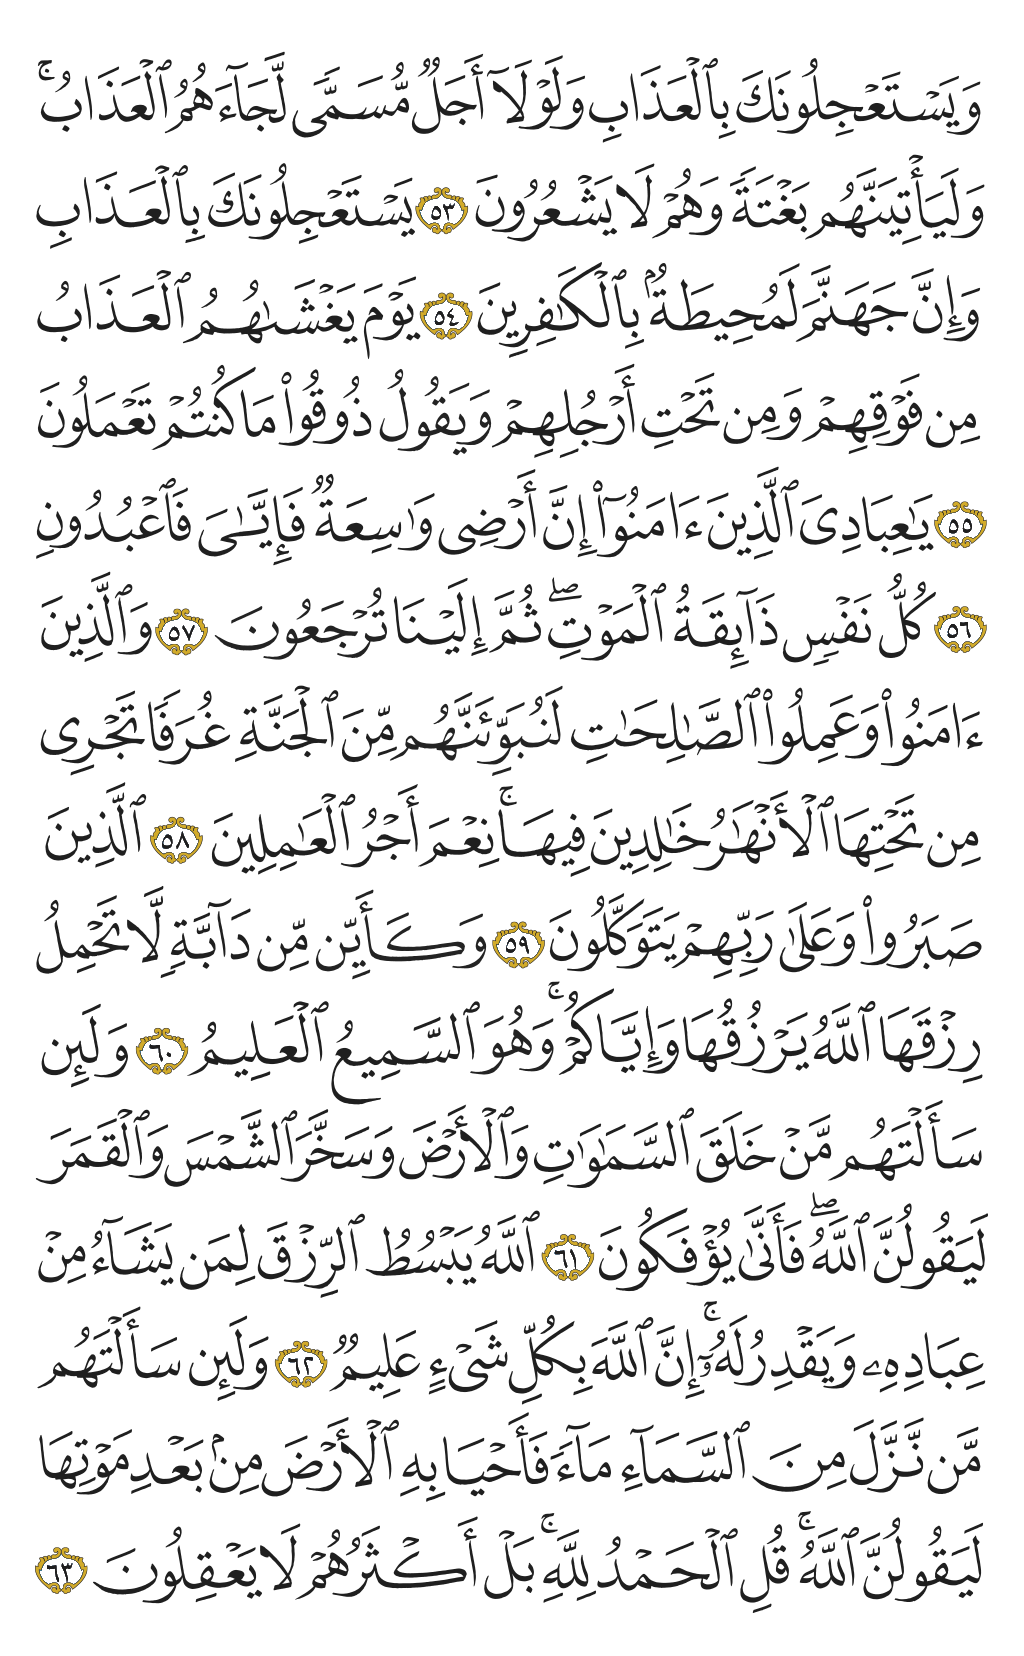 وَيَسْتَعْجِلُونَكَ بِٱلْعَذَابِ وَلَوْلَآ أَجَلٌ مُّسَمًّى لَّجَآءَهُمُ ٱلْعَذَابُ ۚ
وَلَيَأْتِيَنَّهُم بَغْتَةً وَهُمْ لَا يَشْعُرُونَ ٥٣ يَسْتَعْجِلُونَكَ بِٱلْعَذَابِ
وَإِنَّ جَهَنَّمَ لَمُحِيطَةٌۢ بِٱلْكَـٰفِرِينَ ٥٤ يَوْمَ يَغْشَىٰهُمُ ٱلْعَذَابُ
مِن فَوْقِهِمْ وَمِن تَحْتِ أَرْجُلِهِمْ وَيَقُولُ ذُوقُوا۟ مَا كُنتُمْ تَعْمَلُونَ
٥٥ يَـٰعِبَادِىَ ٱلَّذِينَ ءَامَنُوٓا۟ إِنَّ أَرْضِى وَٰسِعَةٌ فَإِيَّـٰىَ فَٱعْبُدُونِ
٥٦ كُلُّ نَفْسٍ ذَآئِقَةُ ٱلْمَوْتِ ۖ ثُمَّ إِلَيْنَا تُرْجَعُونَ ٥٧ وَٱلَّذِينَ
ءَامَنُوا۟ وَعَمِلُوا۟ ٱلصَّـٰلِحَـٰتِ لَنُبَوِّئَنَّهُم مِّنَ ٱلْجَنَّةِ غُرَفًا تَجْرِى
مِن تَحْتِهَا ٱلْأَنْهَـٰرُ خَـٰلِدِينَ فِيهَا ۚ نِعْمَ أَجْرُ ٱلْعَـٰمِلِينَ ٥٨ ٱلَّذِينَ
صَبَرُوا۟ وَعَلَىٰ رَبِّهِمْ يَتَوَكَّلُونَ ٥٩ وَكَأَيِّن مِّن دَآبَّةٍ لَّا تَحْمِلُ
رِزْقَهَا ٱللَّهُ يَرْزُقُهَا وَإِيَّاكُمْ ۚ وَهُوَ ٱلسَّمِيعُ ٱلْعَلِيمُ ٦٠ وَلَئِن
سَأَلْتَهُم مَّنْ خَلَقَ ٱلسَّمَـٰوَٰتِ وَٱلْأَرْضَ وَسَخَّرَ ٱلشَّمْسَ وَٱلْقَمَرَ
لَيَقُولُنَّ ٱللَّهُ ۖ فَأَنَّىٰ يُؤْفَكُونَ ٦١ ٱللَّهُ يَبْسُطُ ٱلرِّزْقَ لِمَن يَشَآءُ مِنْ
عِبَادِهِۦ وَيَقْدِرُ لَهُۥٓ ۚ إِنَّ ٱللَّهَ بِكُلِّ شَىْءٍ عَلِيمٌ ٦٢ وَلَئِن سَأَلْتَهُم
مَّن نَّزَّلَ مِنَ ٱلسَّمَآءِ مَآءً فَأَحْيَا بِهِ ٱلْأَرْضَ مِنۢ بَعْدِ مَوْتِهَا
لَيَقُولُنَّ ٱللَّهُ ۚ قُلِ ٱلْحَمْدُ لِلَّهِ ۚ بَلْ أَكْثَرُهُمْ لَا يَعْقِلُونَ ٦٣